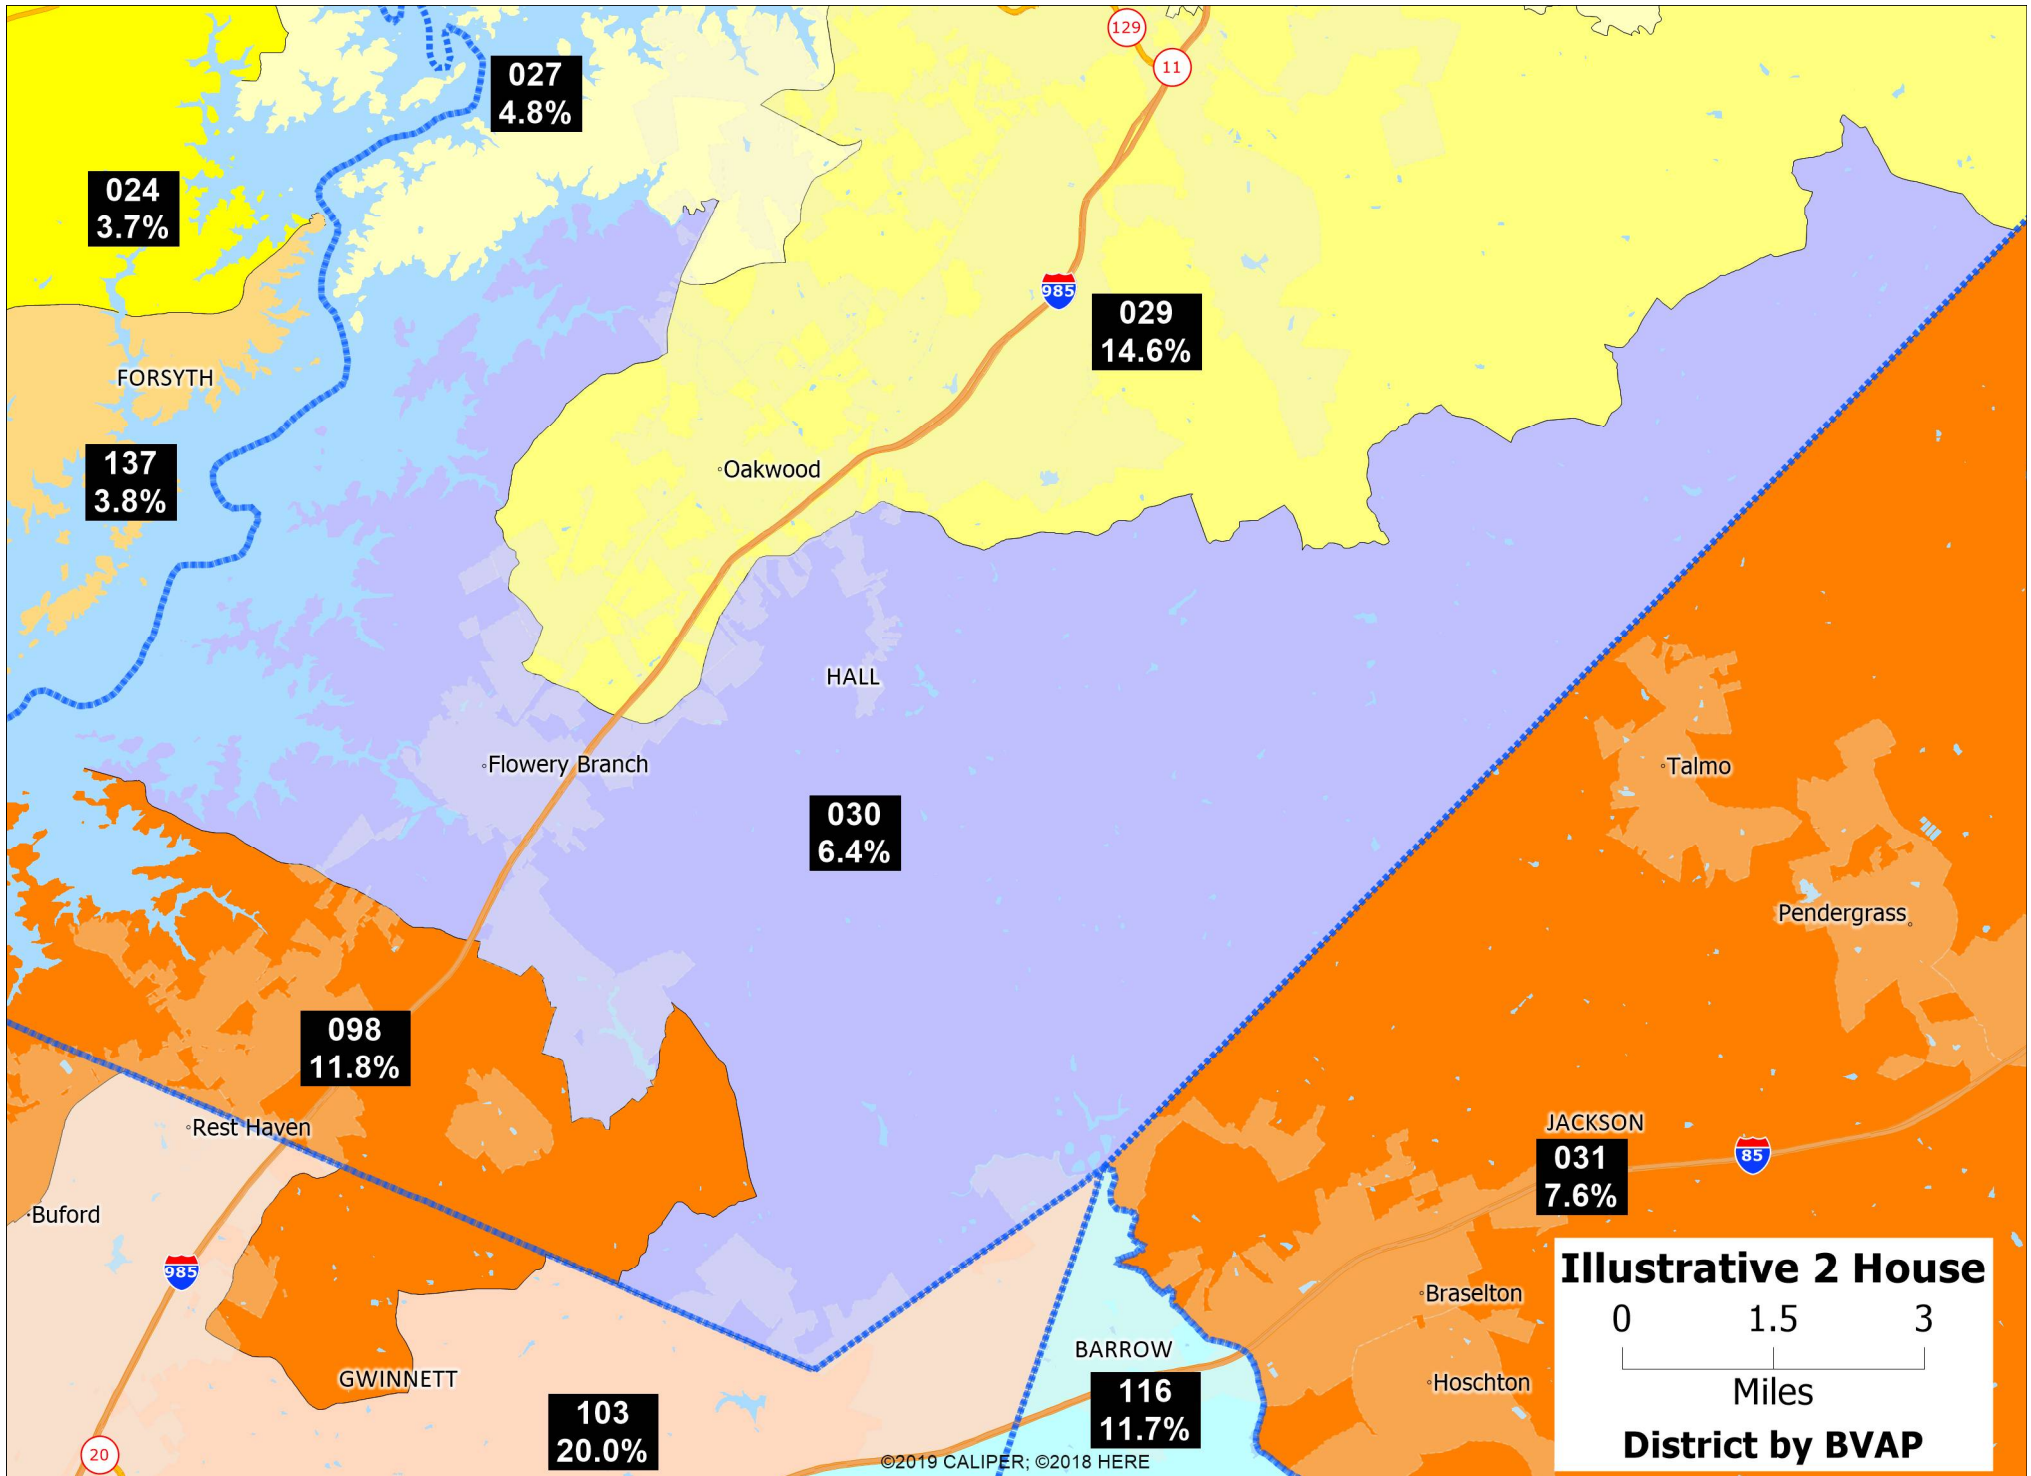 129
11
027
4.8%
024
3.7%
985
029
14.6%
FORSYTH
137
3.8%
Oakwood
HALL
Flowery Branch
Talmo
030
6.4%
Pendergrass
098
11.8%
Rest Haven
JACKSON
031
7.6%
85
Buford
985
Braselton
BARROW
GWINNETT
Hoschton
116
11.7%
103
20.0%
20
©2019 CALIPER; ©2018 HERE
Illustrative 2 House
0 1.5 3
Miles
District by BVAP